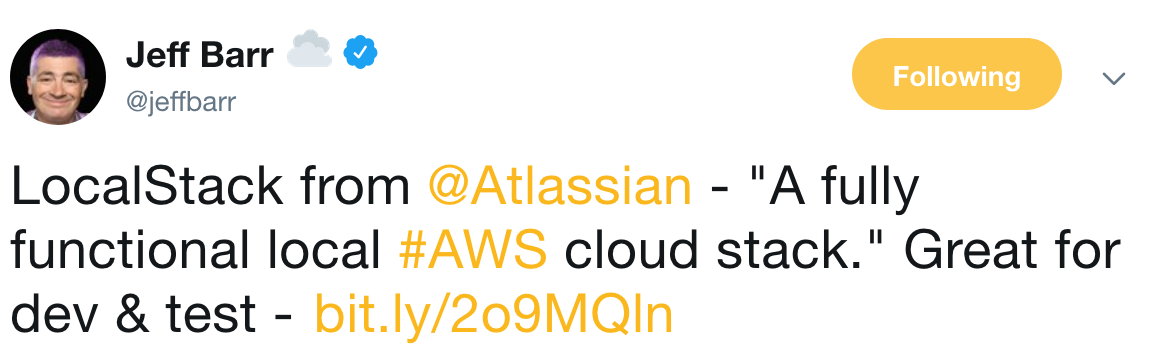 Jeff Barr
@jeffbarr
Following
LocalStack from @Atlassian - "A fully
functional local #AWS cloud stack." Great for
dev & test - bit.ly/2o9MQln